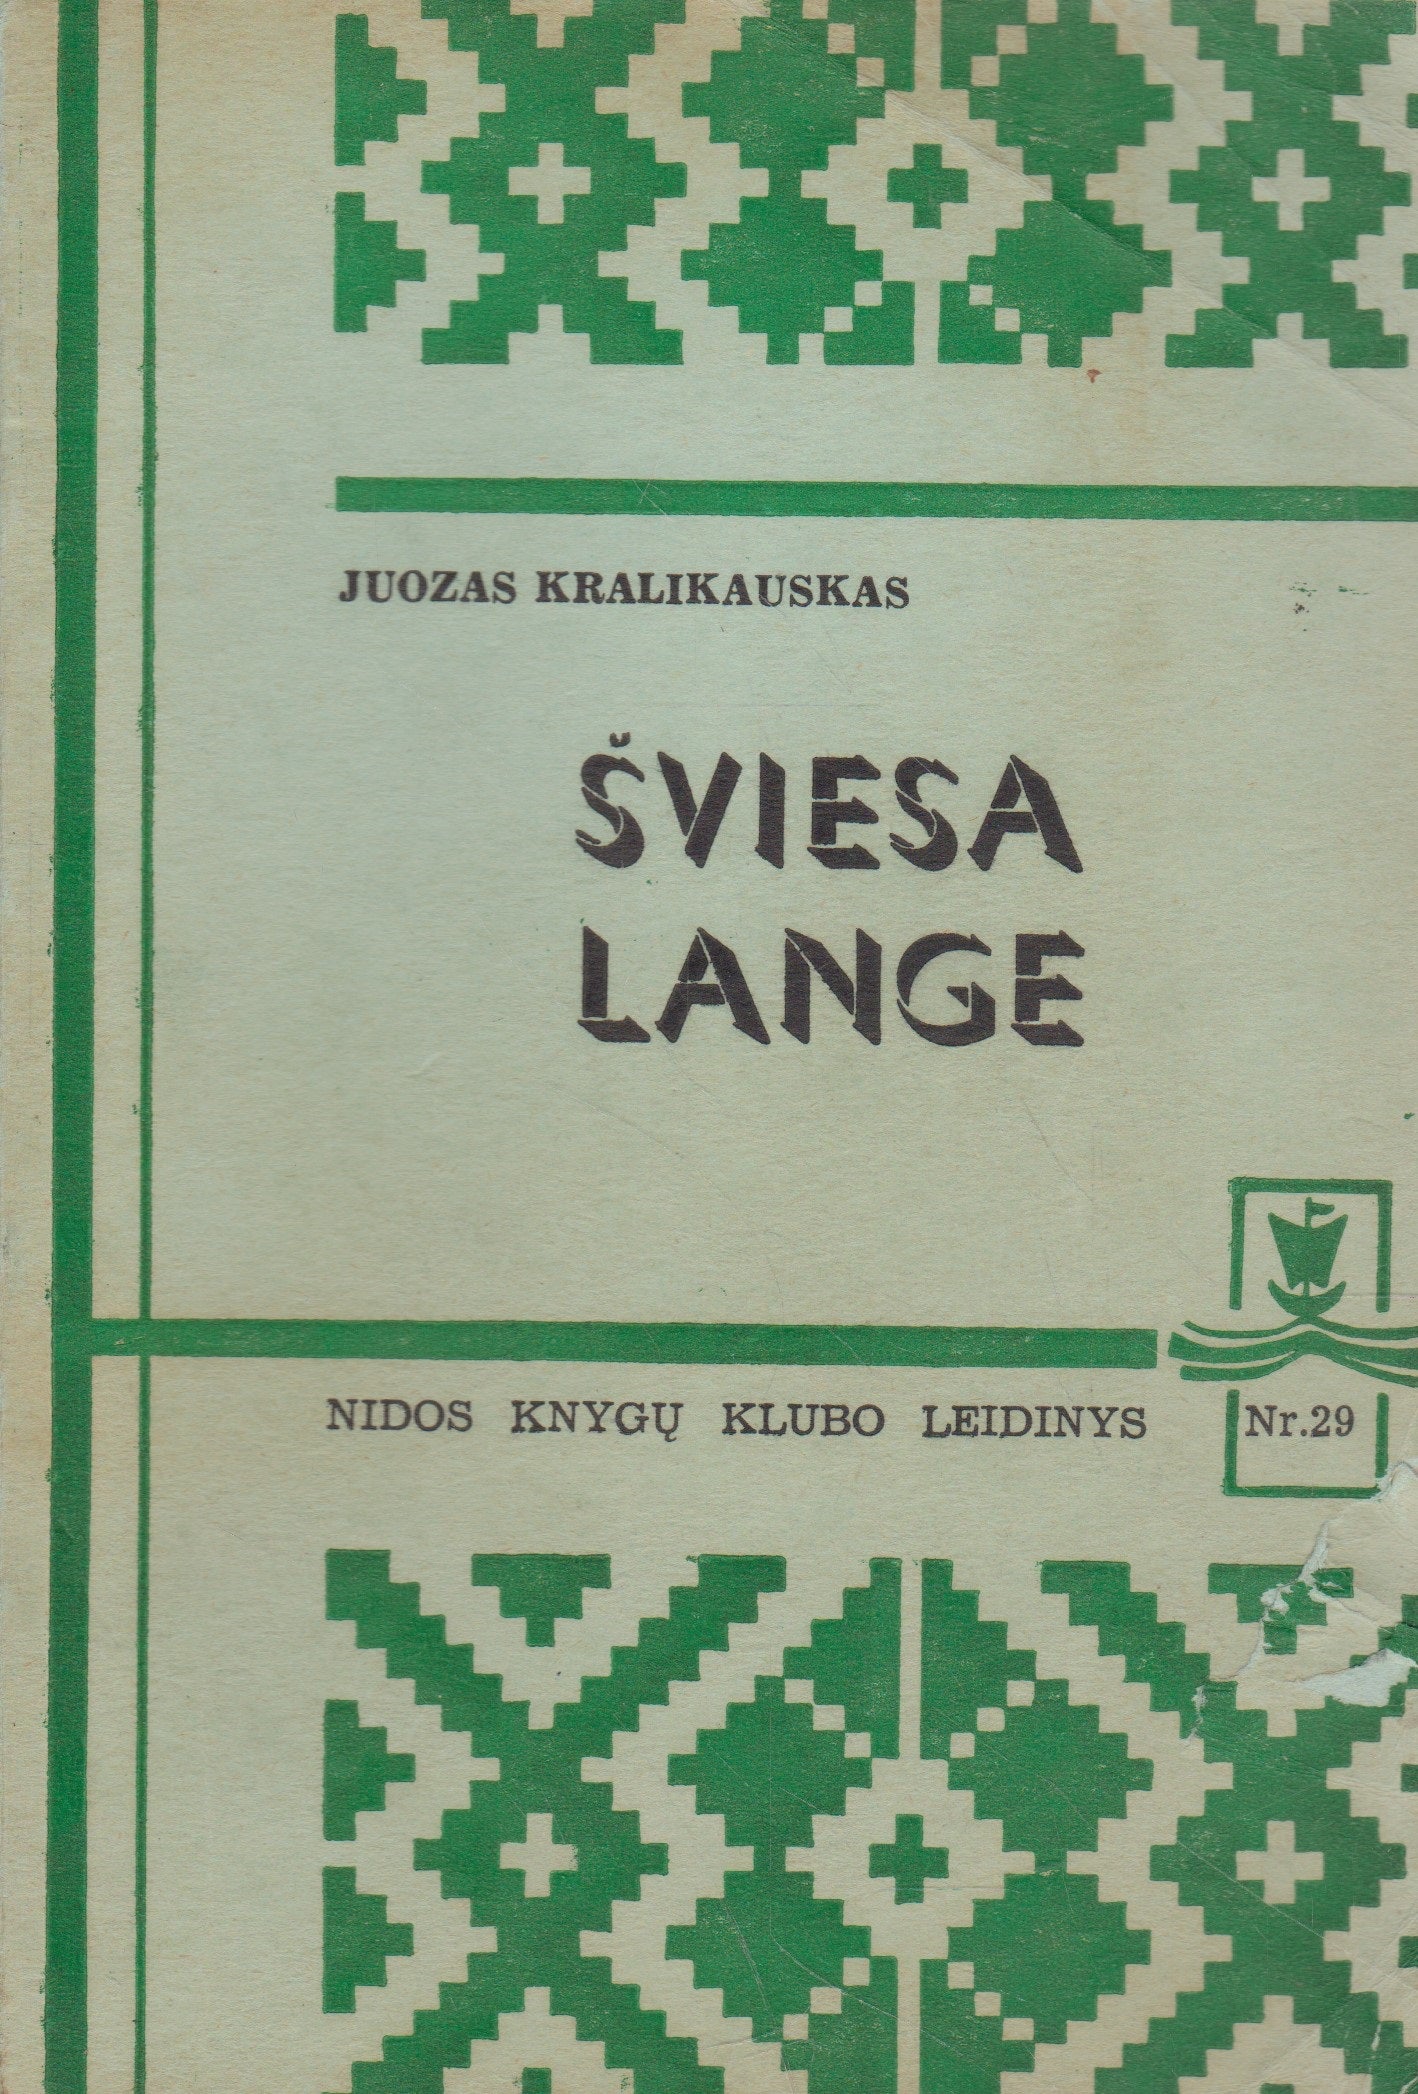 JUOZAS KRALIKAUSKAS
ŠVIESA
LANGE
NIDOS KNYGŲ KLUBO LEIDINYS Nr.29